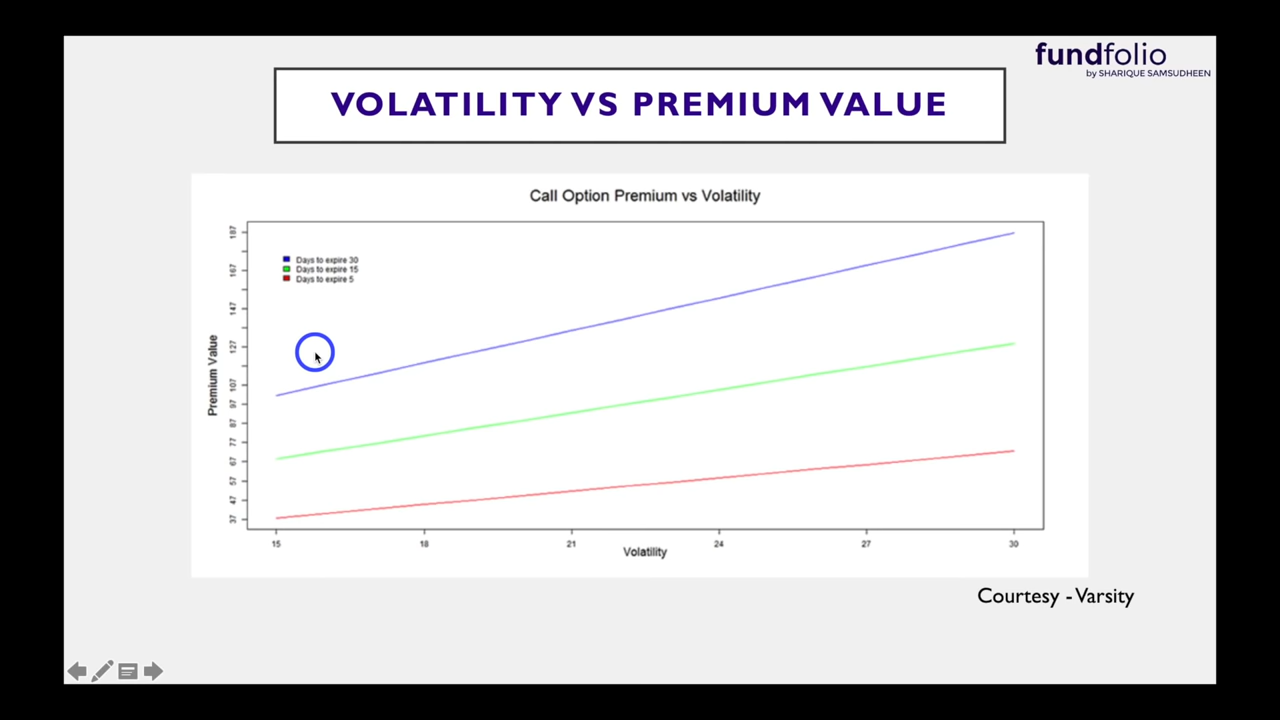 fundfolio
by SHARIQUE SAMSUDHEEN
VOLATILITY VS PREMIUM VALUE
Call Option Premium vs Volatility
Days to expire 30
Days to expire 15
Days to expire 5
Premium Value
187
167
147
127
107
97
87
77
67
57
47
37
15 18 21 24 27 30
Volatility
Courtesy - Varsity